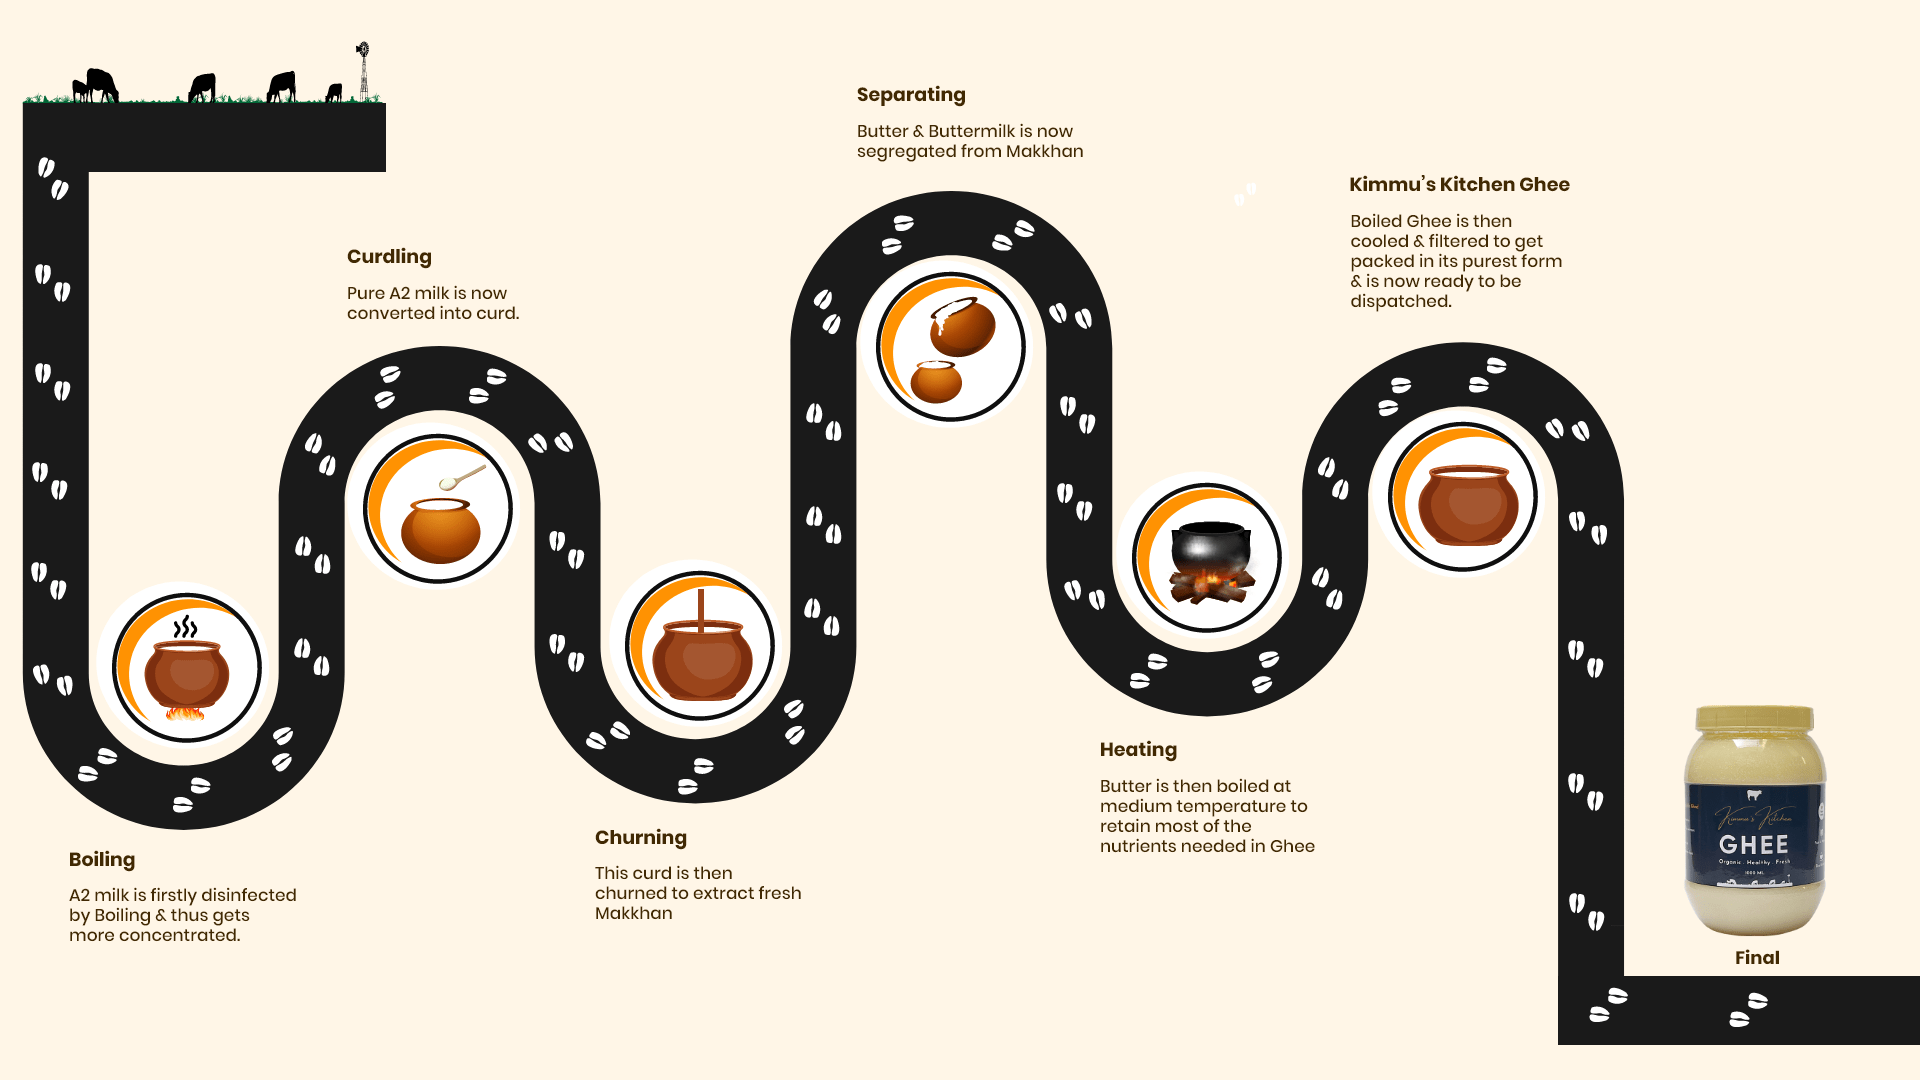 Separating
Butter & Buttermilk is now
segregated from Makkhan
Kimmu's Kitchen Ghee
Boiled Ghee is then
cooled & filtered to get
packed in its purest form
& is now ready to be
dispatched.
Curdling
Pure A2 milk is now
converted into curd.
Heating
Butter is then boiled at
medium temperature to
retain most of the
nutrients needed in Ghee
Churning
This curd is then
churned to extract fresh
Makkhan
Boiling
A2 milk is firstly disinfected
by Boiling & thus gets
more concentrated.
Kimmu's Kitchen
GHEE
Organic . Healthy . Fresh
1000 ML
Final